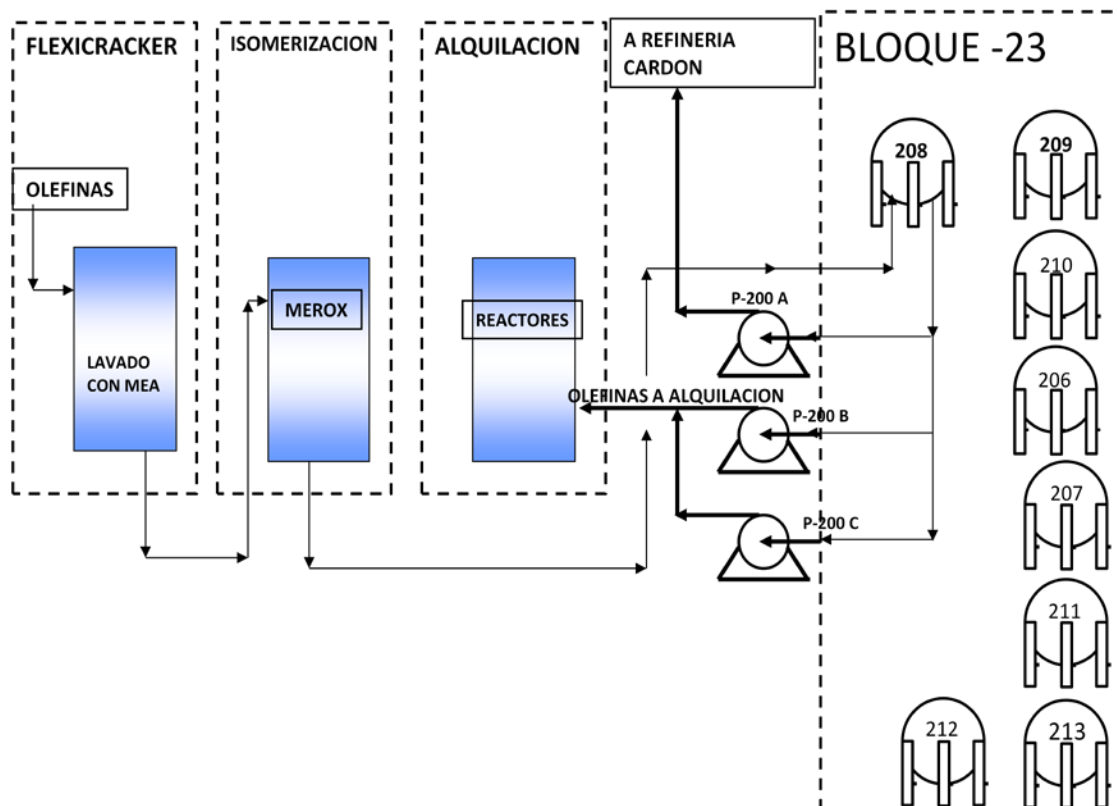 FLEXICRACKER
ISOMERIZACION
ALQUILACION
A REFINERIA
CARDON
BLOQUE -23
OLEFINAS
LAVADO
CON MEA
MEROX
REACTORES
P-200 A
OLEFINAS A ALQUILACION
P-200 B
P-200 C
208
209
210
206
207
211
212
213